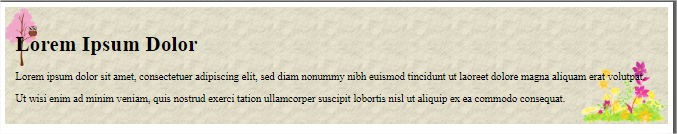 Lorem Ipsum Dolor
Lorem ipsum dolor sit amet, consectetuer adipiscing elit, sed diam nonummy nibh euismod tincidunt ut laoreet dolore magna aliquam erat volutpat.
Ut wisi enim ad minim veniam, quis nostrud exerci tation ullamcorper suscipit lobortis nisl ut aliquip ex ea commodo consequat.